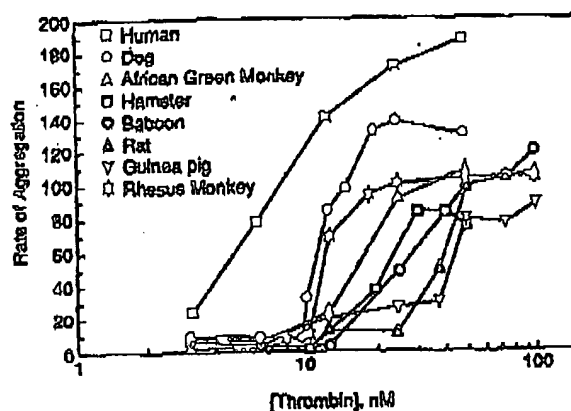 200
180
160
140
120
100
80
60
40
20
0
Rate of Aggregation
Human
Dog
African Green Monkey
Hamster
Baboon
Rat
Guinea pig
Rhesus Monkey
1
10
100
[Thrombin], nM